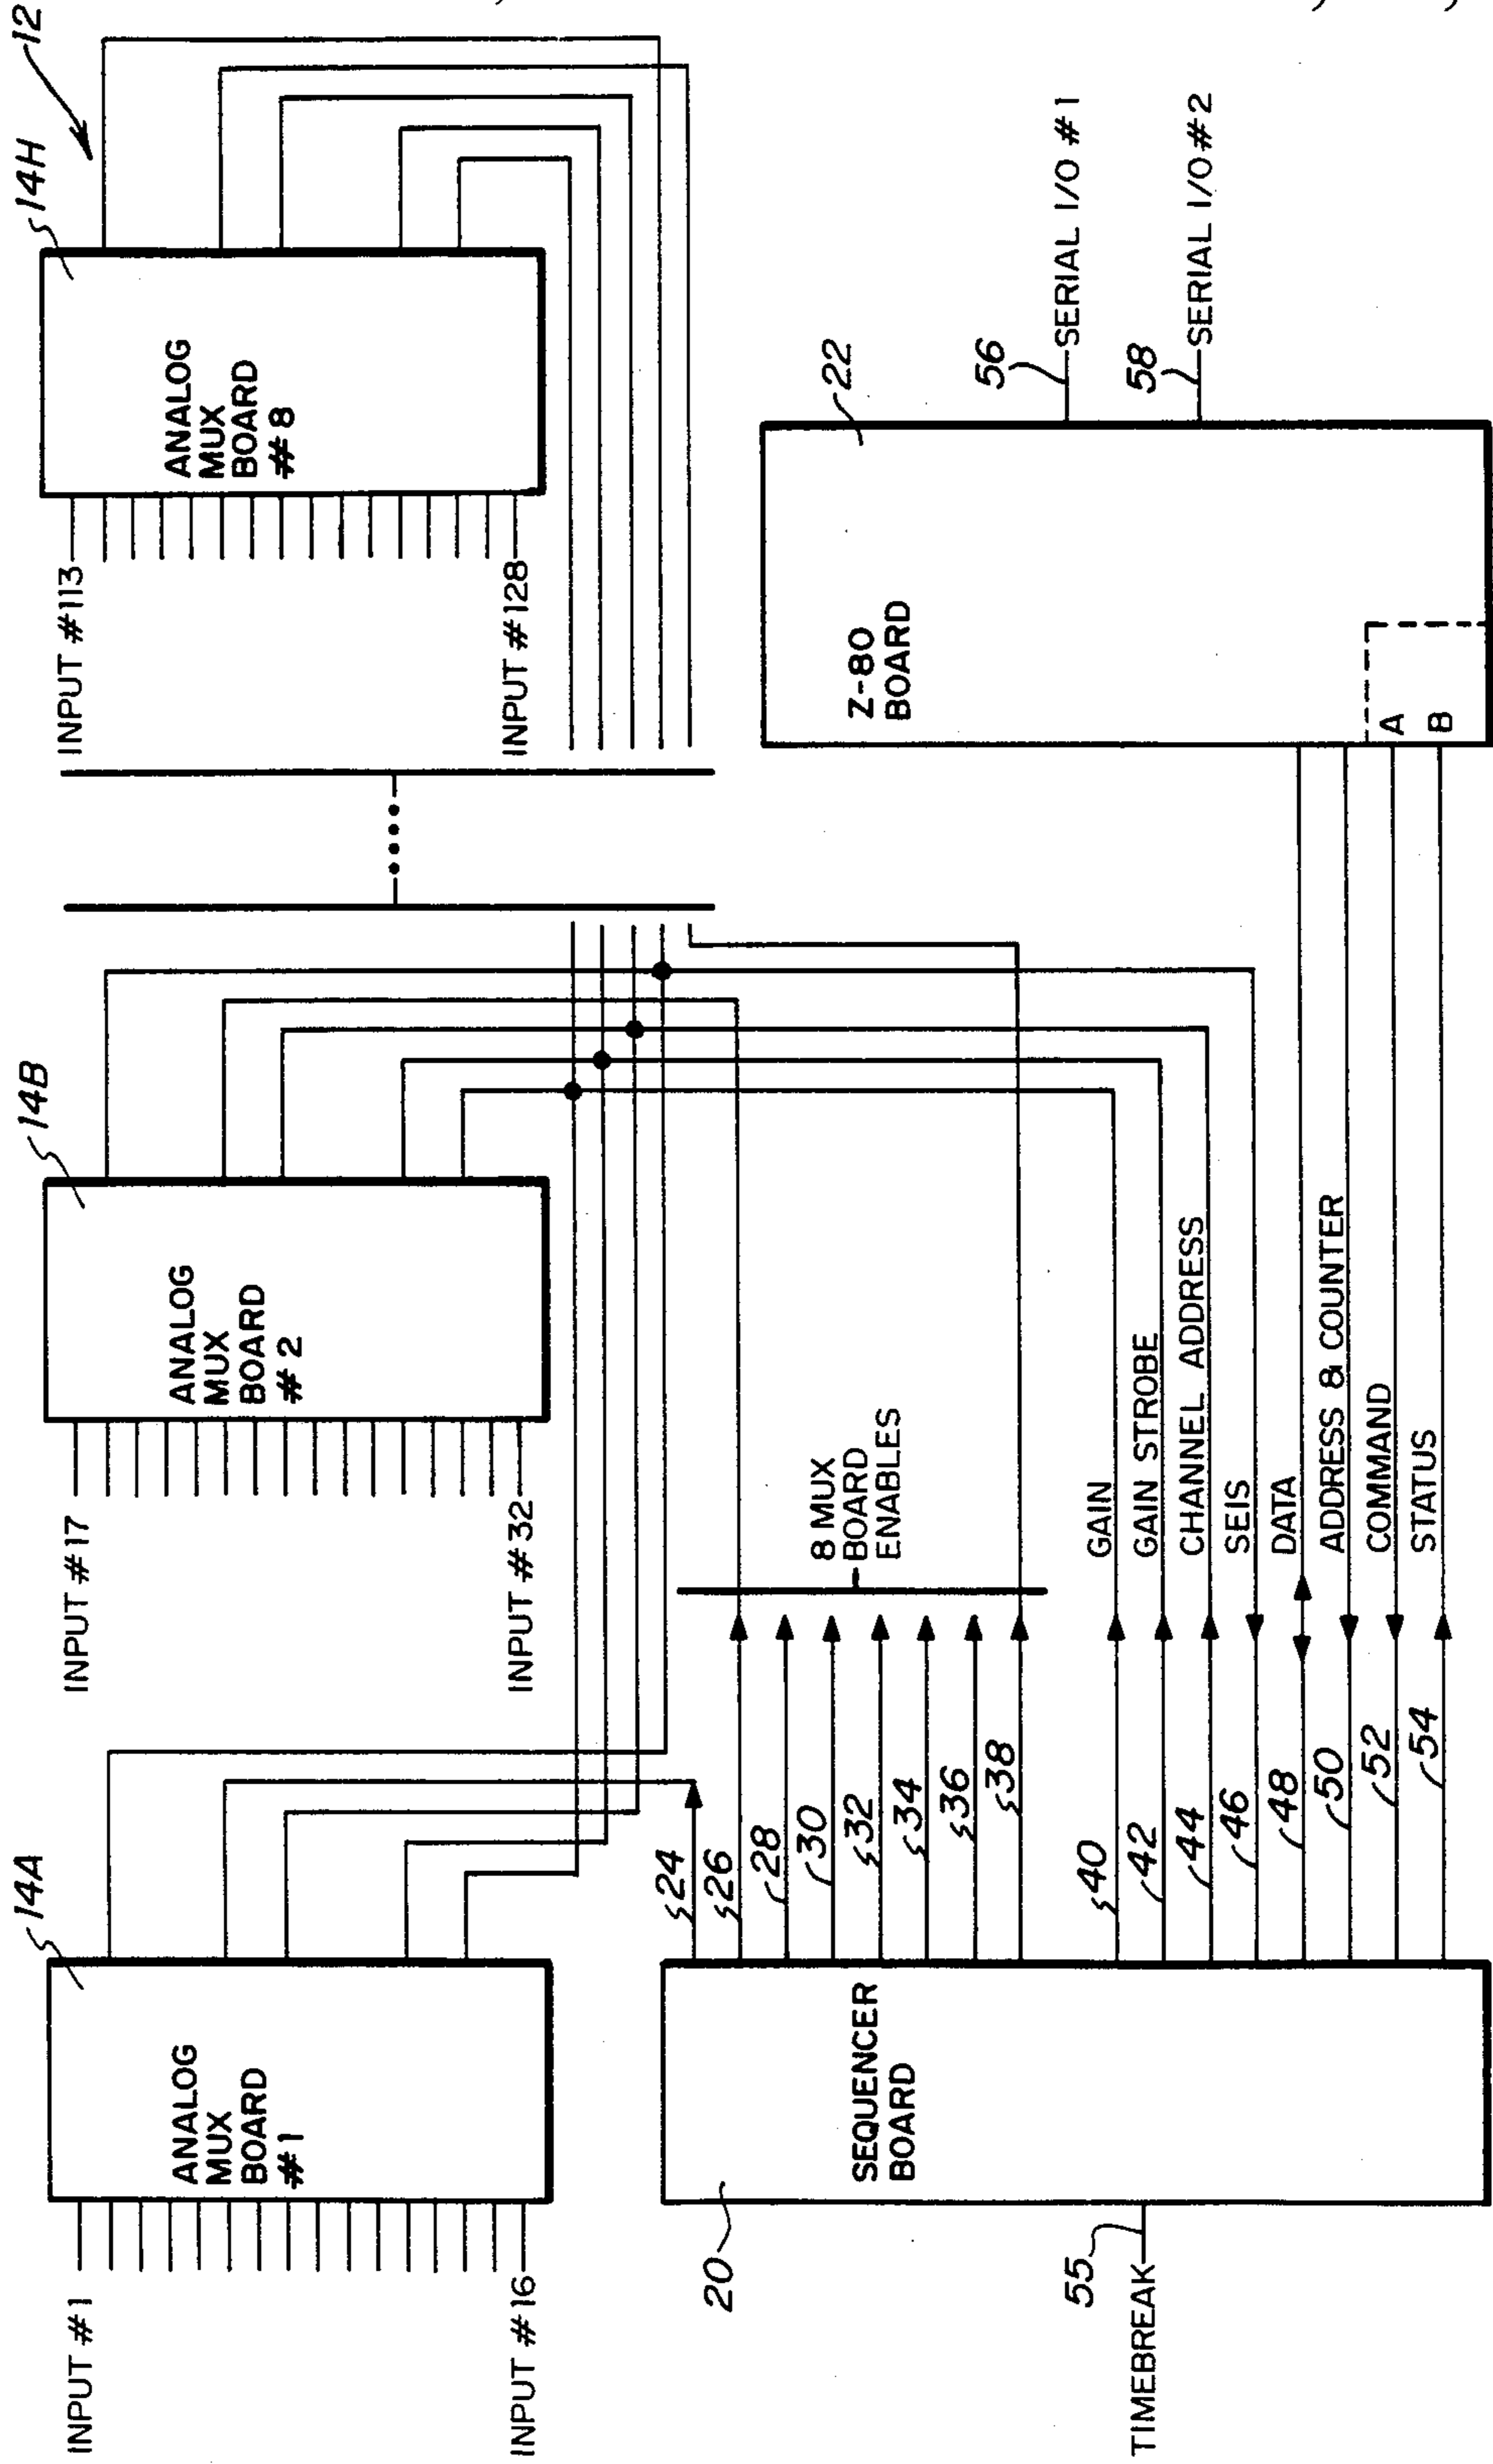 12
14A
ANALOG
MUX
BOARD
#1
INPUT #1
INPUT #16
14B
ANALOG
MUX
BOARD
#2
INPUT #17
INPUT #32
14H
ANALOG
MUX
BOARD
#8
INPUT #113
INPUT #128
20
SEQUENCER
BOARD
55
TIMEBREAK
24
26
28
30
32
34
36
38
8 MUX
BOARD
ENABLES
40
GAIN
42
GAIN STROBE
44
CHANNEL ADDRESS
46
SEIS
48
DATA
50
ADDRESS & COUNTER
52
COMMAND
54
STATUS
22
Z-80
BOARD
A
B
56
SERIAL I/O #1
58
SERIAL I/O #2